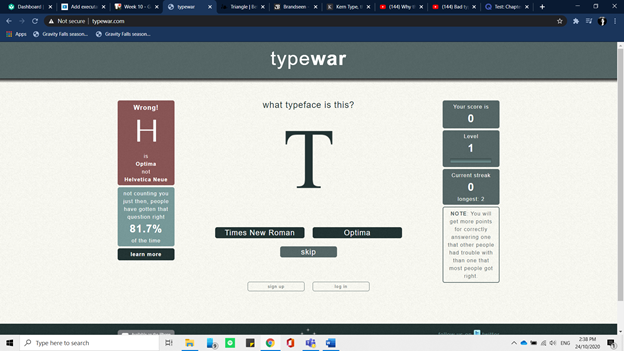 Dashboard
Add executi
Week 10 - G
typewar
Triangle | Be
Brandseen -
Kern Type, t
(144) Why t
(144) Bad ty
Test: Chapte
Not secure | typewar.com
Apps
Gravity Falls season...
Gravity Falls season...
typewar
Wrong!
H
is
Optima
not
Helvetica Neue
not counting you
just then, people
have gotten that
question right
81.7%
of the time
learn more
what typeface is this?
T
Times New Roman
Optima
skip
sign up
log in
Your score is
0
Level
1
Current streak
0
longest 2
NOTE You will
get more points
for correctly
answering one
that other people
had trouble with
than one that
most people got
right.
Type here to search
ENG
2:38 PM
24/10/2020